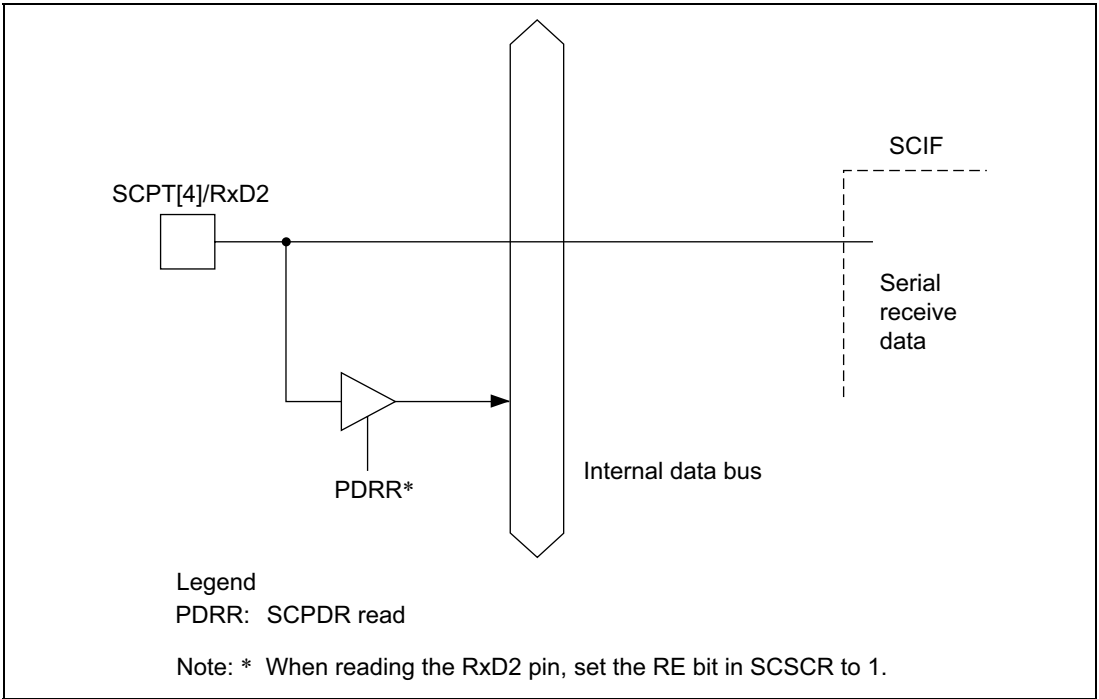 SCIF
SCPT[4]/RxD2
Serial
receive
data
Internal data bus
PDRR*
Legend
PDRR: SCPDR read
Note: * When reading the RxD2 pin, set the RE bit in SCSCR to 1.